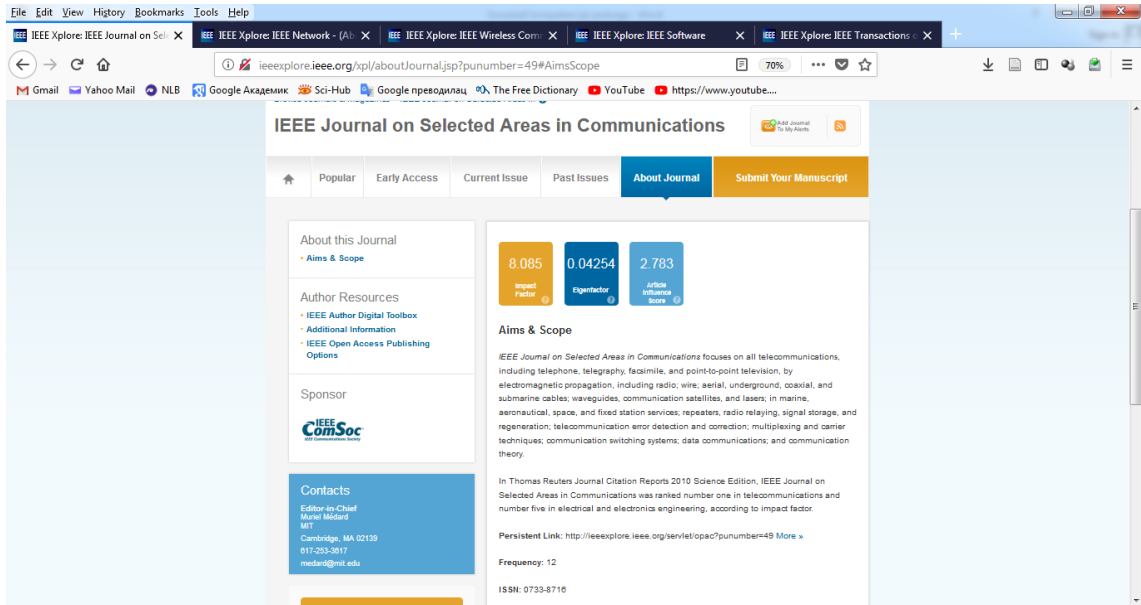 File Edit View History Bookmarks Tools Help
IEEE Xplore: IEEE Journal on Sele
IEEE Xplore: IEEE Network - (Ab
IEEE Xplore: IEEE Wireless Com
IEEE Xplore: IEEE Software
IEEE Xplore: IEEE Transactions o
ieeexplore.ieee.org/xpl/aboutJournal.jsp?punumber=49#AimsScope
70%
Gmail Yahoo Mail NLB Google Академик Sci-Hub Google преводилац The Free Dictionary YouTube https://www.youtube....
IEEE Journal on Selected Areas in Communications
Add Journal
To My Alerts
Popular Early Access Current Issue Past Issues About Journal Submit Your Manuscript
About this Journal
Aims & Scope
Author Resources
IEEE Author Digital Toolbox
Additional Information
IEEE Open Access Publishing
Options
Sponsor
IEEE
ComSoc
IEEE Communications Society
Contacts
Editor-in-Chief
Muriel Médard
MIT
Cambridge, MA 02139
617-253-3617
medard@mit.edu
8.085
Impact
Factor
0.04254
Eigenfactor
2.783
Article
Influence
Score
Aims & Scope
IEEE Journal on Selected Areas in Communications focuses on all telecommunications,
including telephone, telegraphy, facsimile, and point-to-point television, by
electromagnetic propagation, including radio; wire; aerial, underground, coaxial, and
submarine cables; waveguides, communication satellites, and lasers; in marine,
aeronautical, space, and fixed station services; repeaters, radio relaying, signal storage, and
regeneration; telecommunication error detection and correction; multiplexing and carrier
techniques; communication switching systems; data communications; and communication
theory.
In Thomas Reuters Journal Citation Reports 2010 Science Edition, IEEE Journal on
Selected Areas in Communications was ranked number one in telecommunications and
number five in electrical and electronics engineering, according to impact factor.
Persistent Link: http://ieeexplore.ieee.org/servlet/opac?punumber=49 More »
Frequency: 12
ISSN: 0733-8716